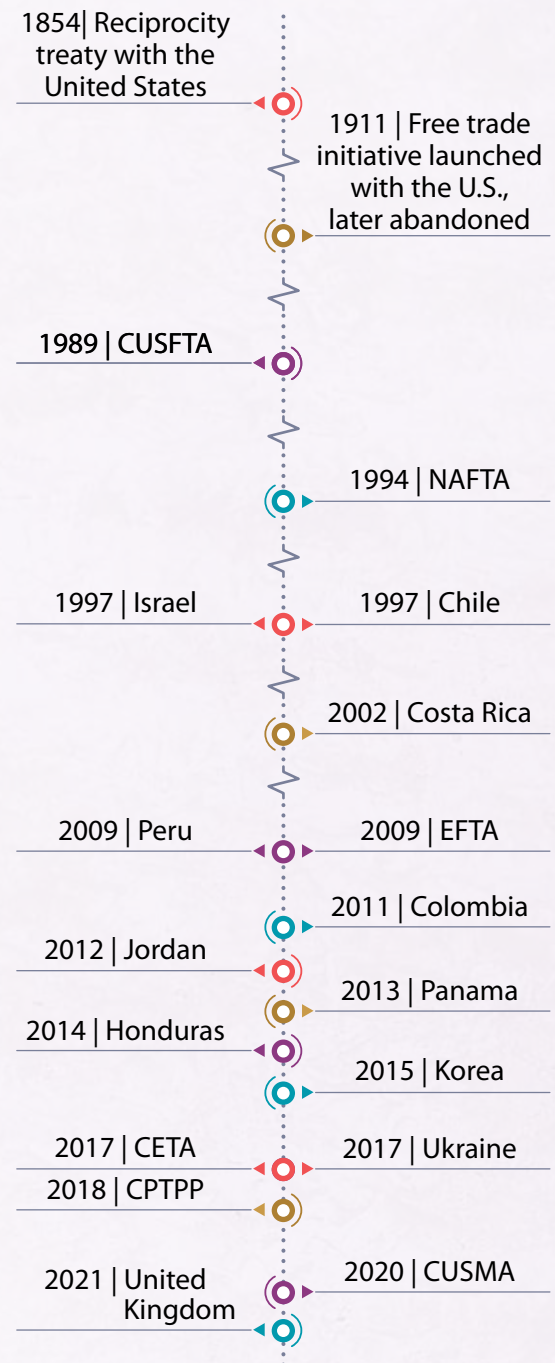 1854| Reciprocity
treaty with the
United States
1911 | Free trade
initiative launched
with the U.S.,
later abandoned
1989 | CUSFTA
1994 | NAFTA
1997 | Israel
1997 | Chile
2002 | Costa Rica
2009 | Peru
2009 | EFTA
2011 | Colombia
2012 | Jordan
2013 | Panama
2014 | Honduras
2015 | Korea
2017 | CETA
2017 | Ukraine
2018 | CPTPP
2020 | CUSMA
2021 | United
Kingdom